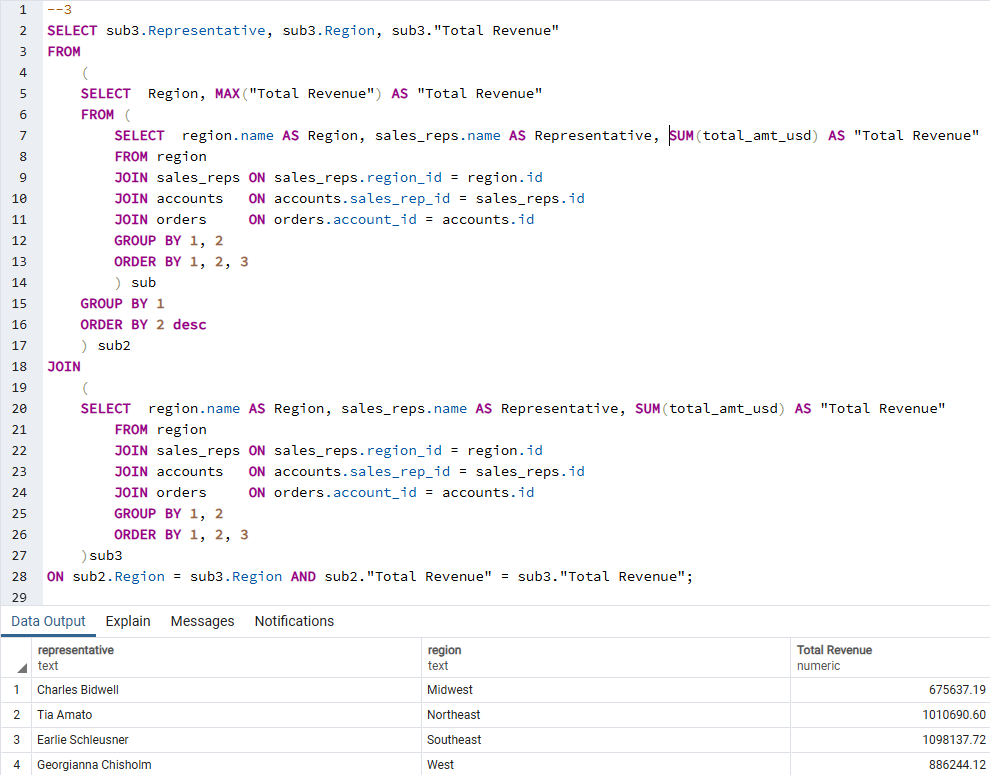 1 --3
2 SELECT sub3.Representative, sub3.Region, sub3."Total Revenue"
3 FROM
4     (
5     SELECT  Region, MAX("Total Revenue") AS "Total Revenue"
6     FROM (
7         SELECT  region.name AS Region, sales_reps.name AS Representative, SUM(total_amt_usd) AS "Total Revenue"
8         FROM region
9         JOIN sales_reps ON sales_reps.region_id = region.id
10         JOIN accounts   ON accounts.sales_rep_id = sales_reps.id
11         JOIN orders     ON orders.account_id = accounts.id
12         GROUP BY 1, 2
13         ORDER BY 1, 2, 3
14         ) sub
15     GROUP BY 1
16     ORDER BY 2 desc
17     ) sub2
18 JOIN
19     (
20     SELECT  region.name AS Region, sales_reps.name AS Representative, SUM(total_amt_usd) AS "Total Revenue"
21         FROM region
22         JOIN sales_reps ON sales_reps.region_id = region.id
23         JOIN accounts   ON accounts.sales_rep_id = sales_reps.id
24         JOIN orders     ON orders.account_id = accounts.id
25         GROUP BY 1, 2
26         ORDER BY 1, 2, 3
27     )sub3
28 ON sub2.Region = sub3.Region AND sub2."Total Revenue" = sub3."Total Revenue";
29
Data Output Explain Messages Notifications
representative region Total Revenue
text text numeric
1 Charles Bidwell Midwest 675637.19
2 Tia Amato Northeast 1010690.60
3 Earlie Schleusner Southeast 1098137.72
4 Georgianna Chisholm West 886244.12